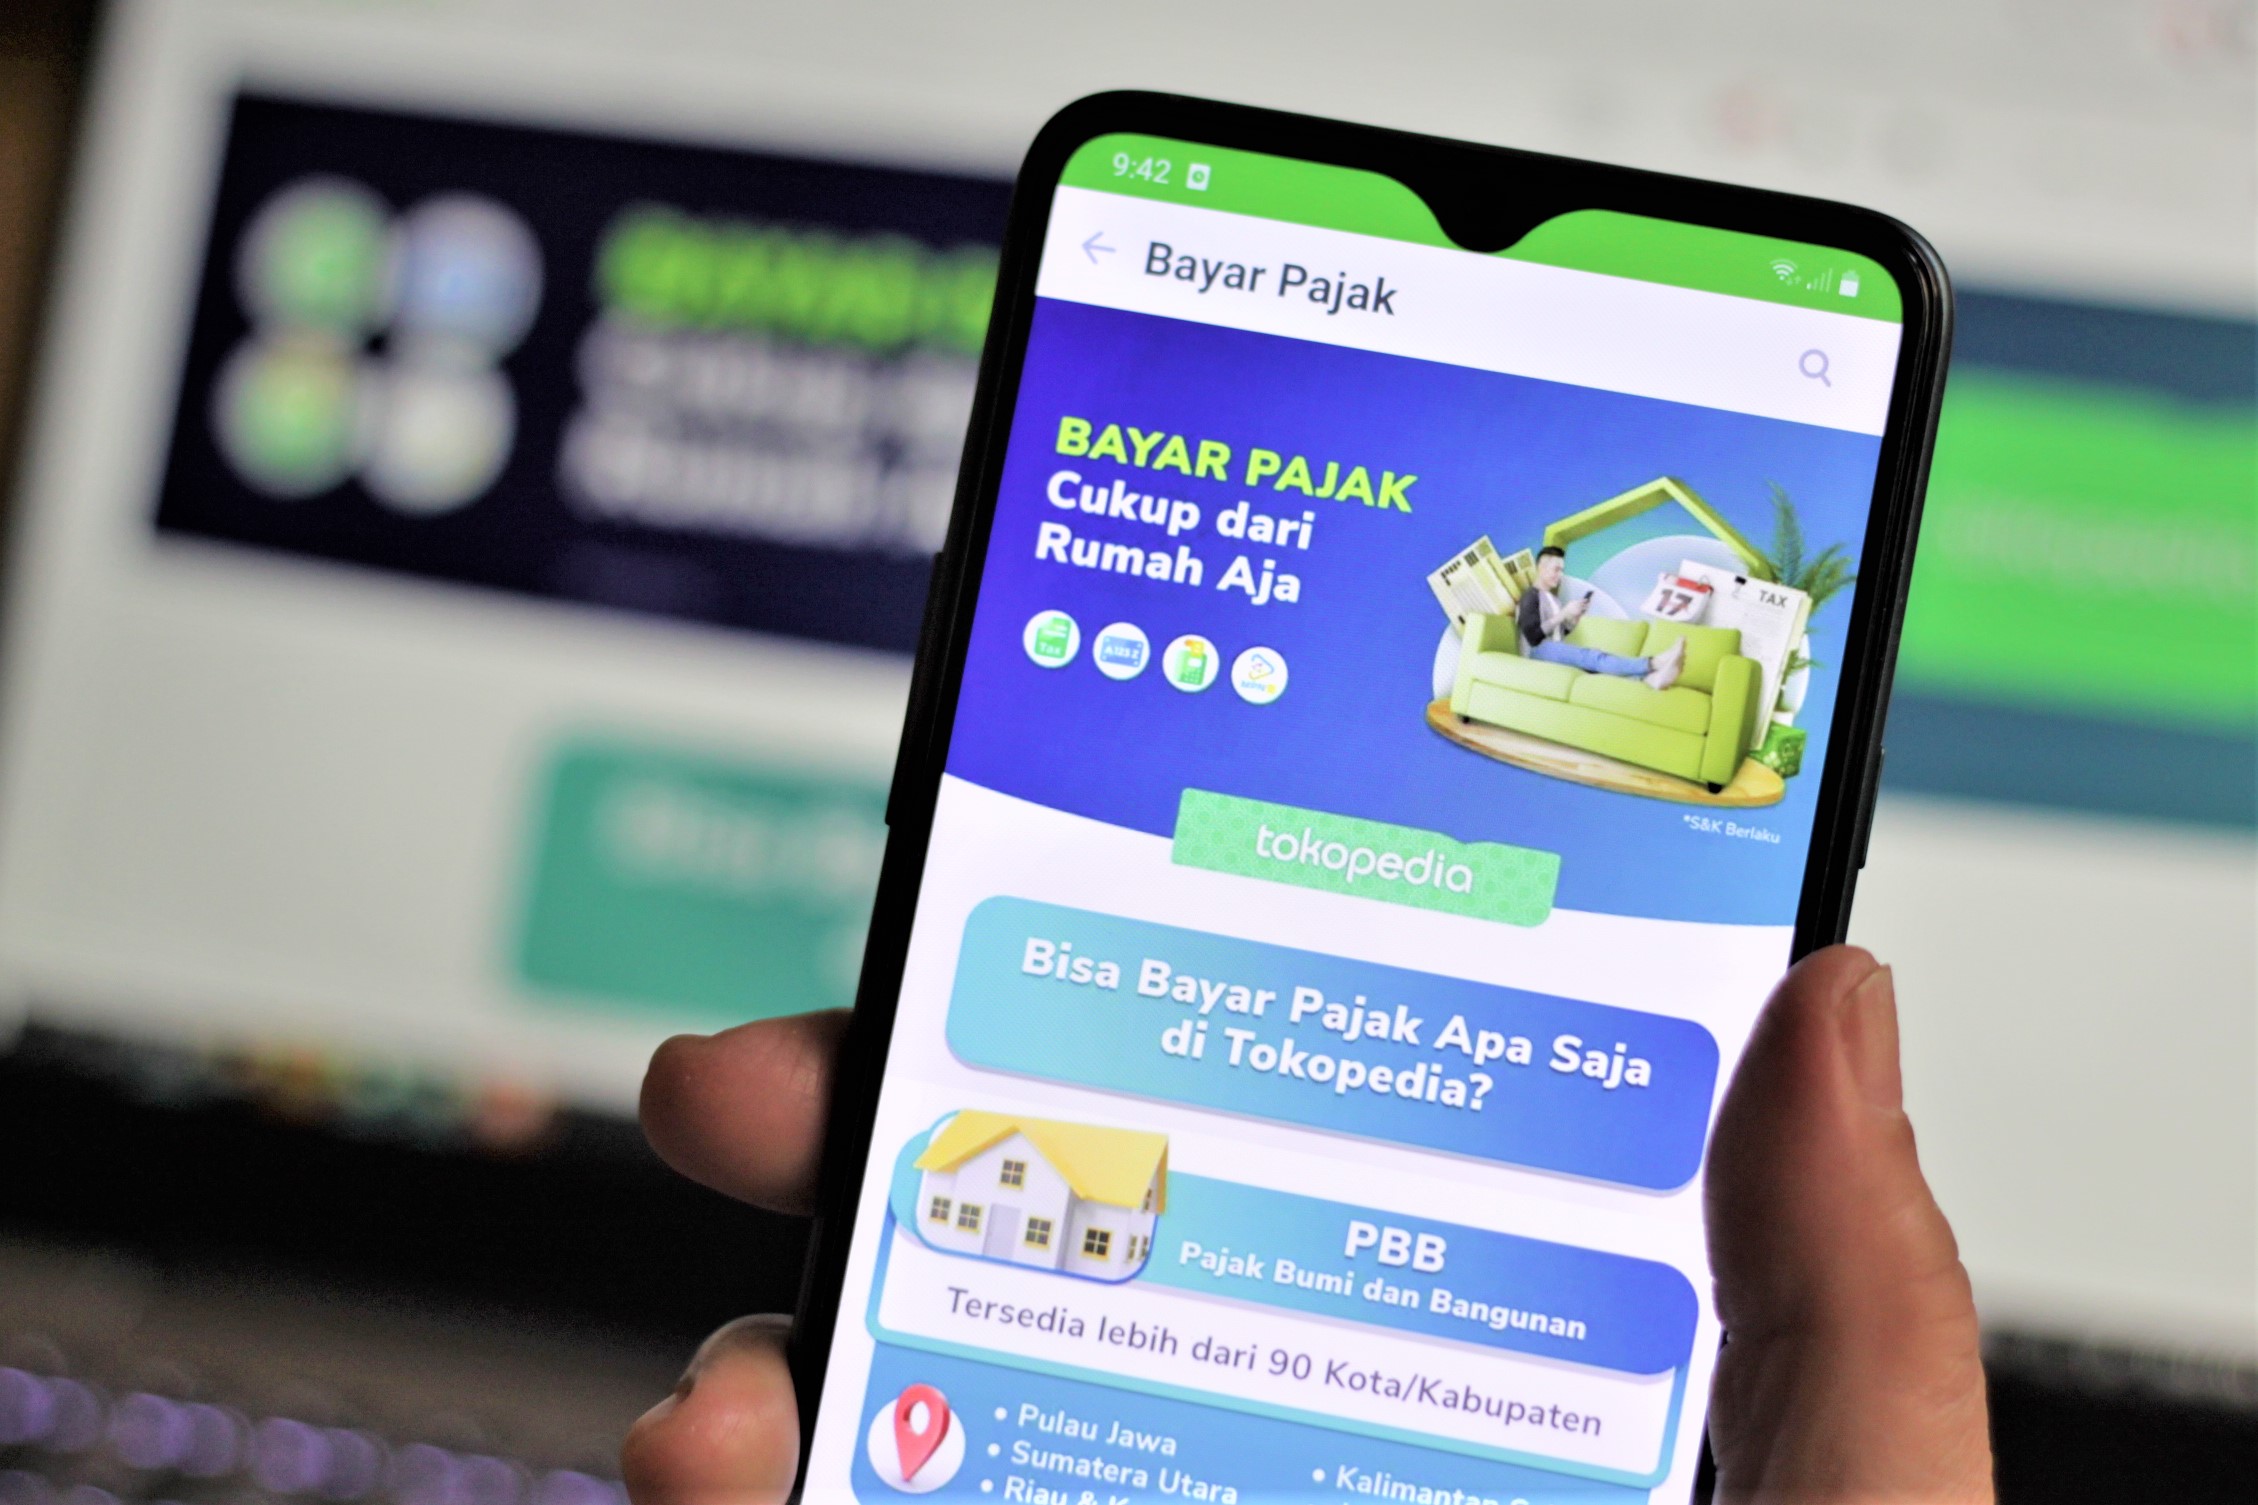 9:42
Bayar Pajak
BAYAR PAJAK
Cukup dari
Rumah Aja
Tax
A 123 Z
17
TAX
*S&K Berlaku
tokopedia
Bisa Bayar Pajak Apa Saja
di Tokopedia?
PBB
Pajak Bumi dan Bangunan
Tersedia lebih dari 90 Kota/Kabupaten
• Pulau Jawa
• Sumatera Utara
• Riau &
• Kalimantan